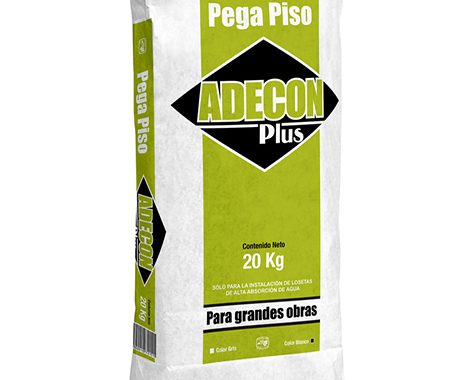 Pega Piso
ADECON
Plus
Contenido Neto
20 Kg
SÓLO PARA LA INSTALACIÓN DE LOSETAS
DE ALTA ABSORCIÓN DE AGUA
Para grandes obras
Color Gris
Color Blanco
Pega Piso
ADECON
Plus
20 Kg